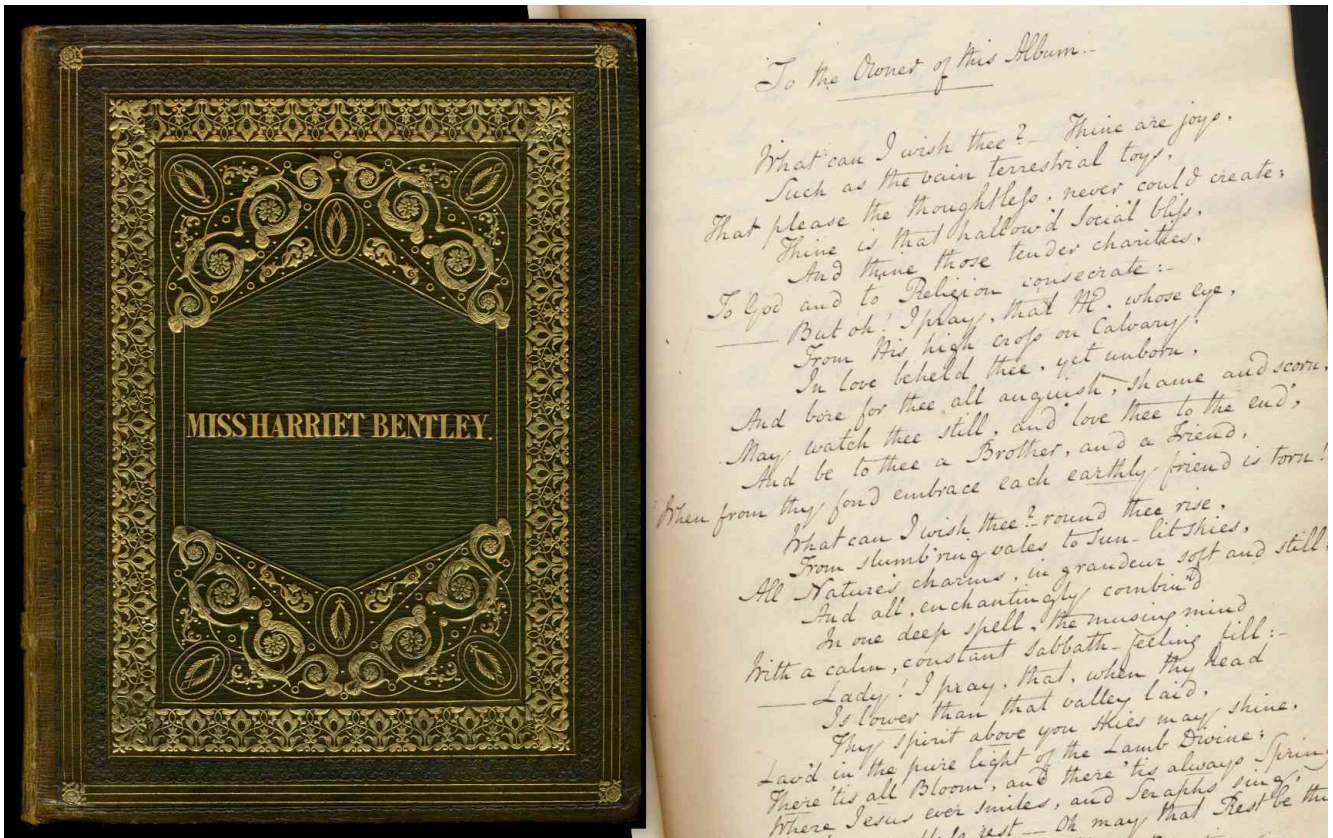 MISS HARRIET BENTLEY.
To the Owner of this Album..
What can I wish thee? – Thine are joys,
Such as the vain terrestrial toys,
That please the thoughtless, never could create;
Thine is that hallow'd Social bliss,
And thine those tender charities,
To God and to Religion consecrate:–
— But oh! I pray, that HE, whose eye,
From His high cross on Calvary,
In love beheld thee, yet unborn,
And bore for thee all anguish, shame and scorn,
May watch thee still, and love thee to the end,
And be to thee a Brother, and a Friend,
When from thy fond embrace each earthly friend is torn!
What can I wish thee? – round thee rise,
From slumb'ring vales to Sun-lit skies,
All Nature's charms, in grandeur soft and still;
And all, enchantingly combin'd
In one deep spell, the musing mind
With a calm, constant sabbath-feeling fill:–
— Lady! I pray, that, when thy head
Is lower than that valley laid,
Thy spirit above yon skies may shine,
Lav'd in the pure light of the Lamb Divine;
There 'tis all Bloom, and there 'tis always Spring
Where Jesus ever smiles, and Seraphs sing,
rest — Oh may that Rest be